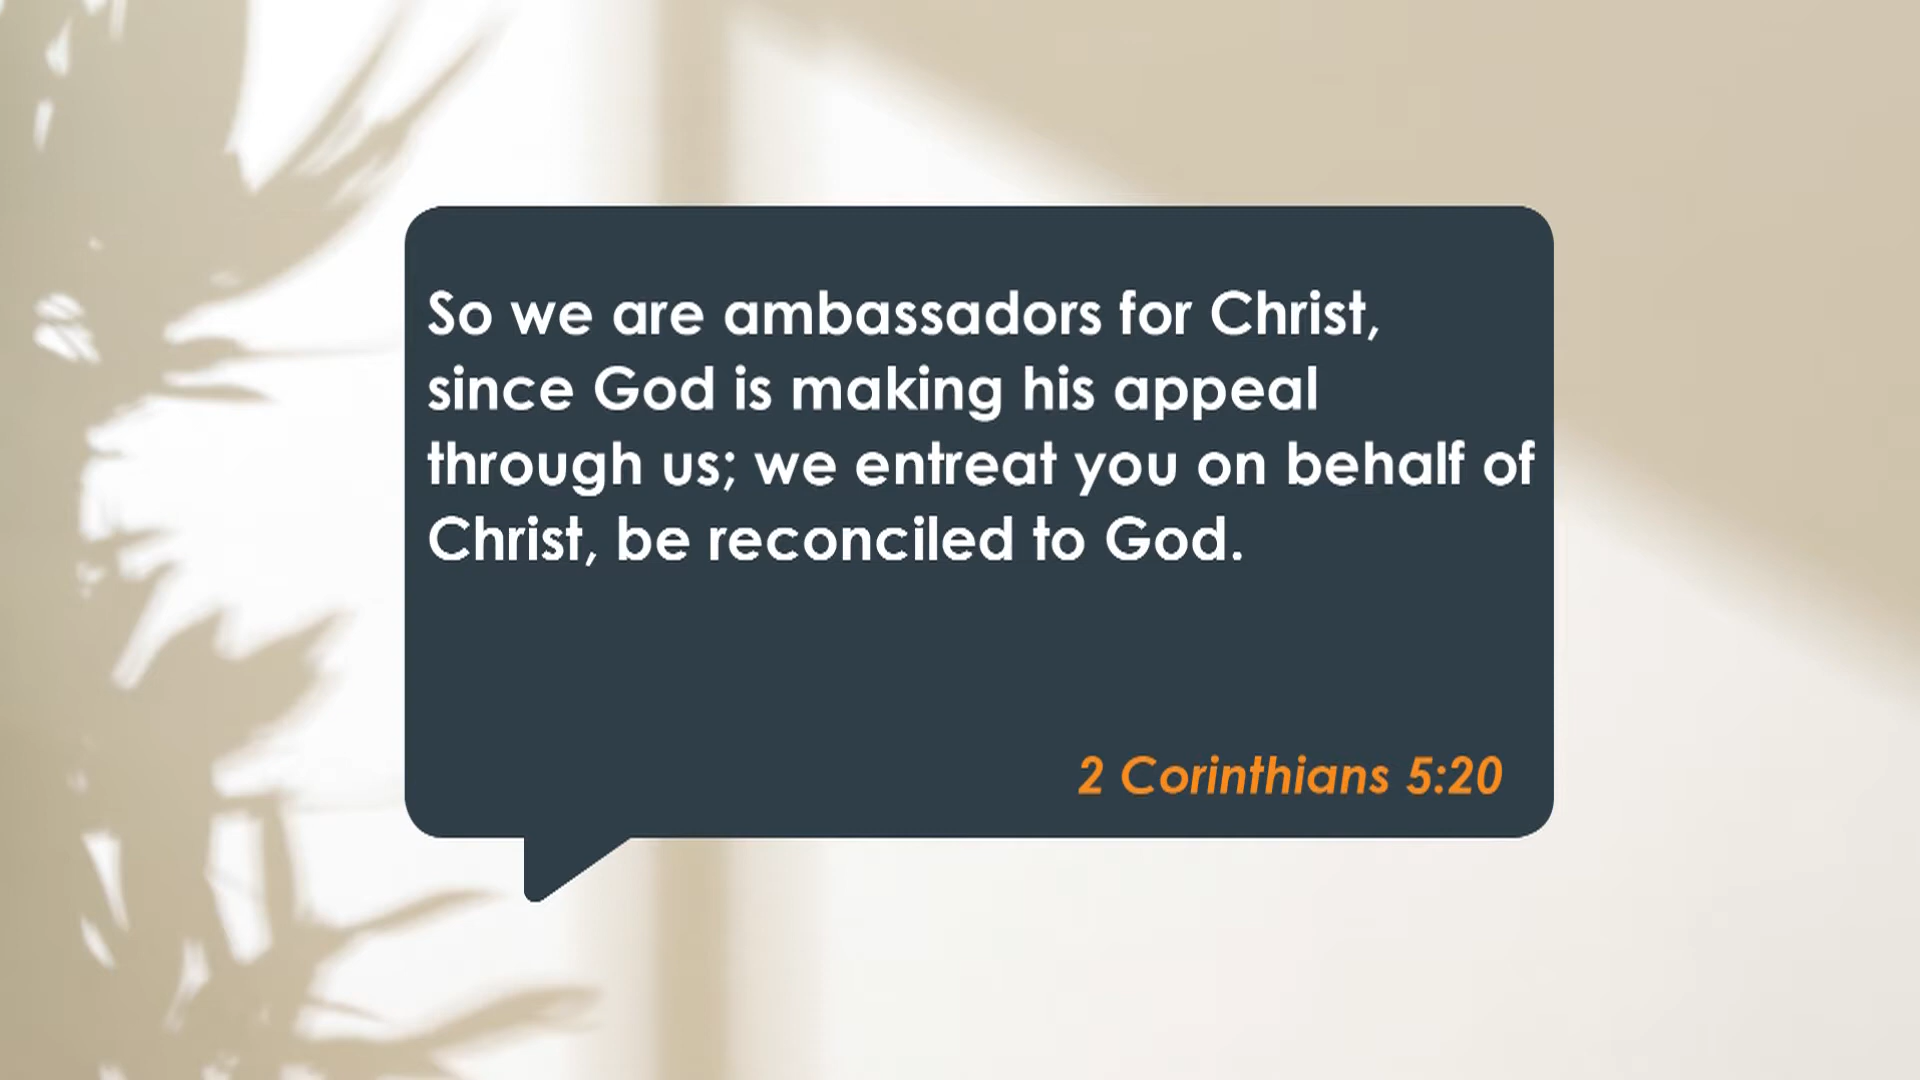 So we are ambassadors for Christ,
since God is making his appeal
through us; we entreat you on behalf of
Christ, be reconciled to God.
2 Corinthians 5:20